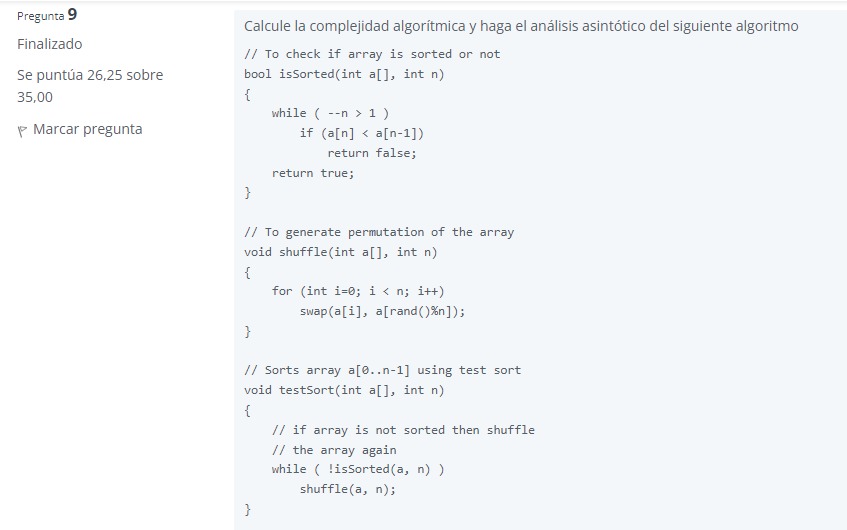 Pregunta 9
Finalizado
Se puntúa 26,25 sobre
35,00
Marcar pregunta
Calcule la complejidad algorítmica y haga el análisis asintótico del siguiente algoritmo
// To check if array is sorted or not
bool isSorted(int a[], int n)
{
    while ( --n > 1 )
        if (a[n] < a[n-1])
            return false;
    return true;
}
// To generate permutation of the array
void shuffle(int a[], int n)
{
    for (int i=0; i < n; i++)
        swap(a[i], a[rand()%n]);
}
// Sorts array a[0..n-1] using test sort
void testSort(int a[], int n)
{
    // if array is not sorted then shuffle
    // the array again
    while ( !isSorted(a, n) )
        shuffle(a, n);
}